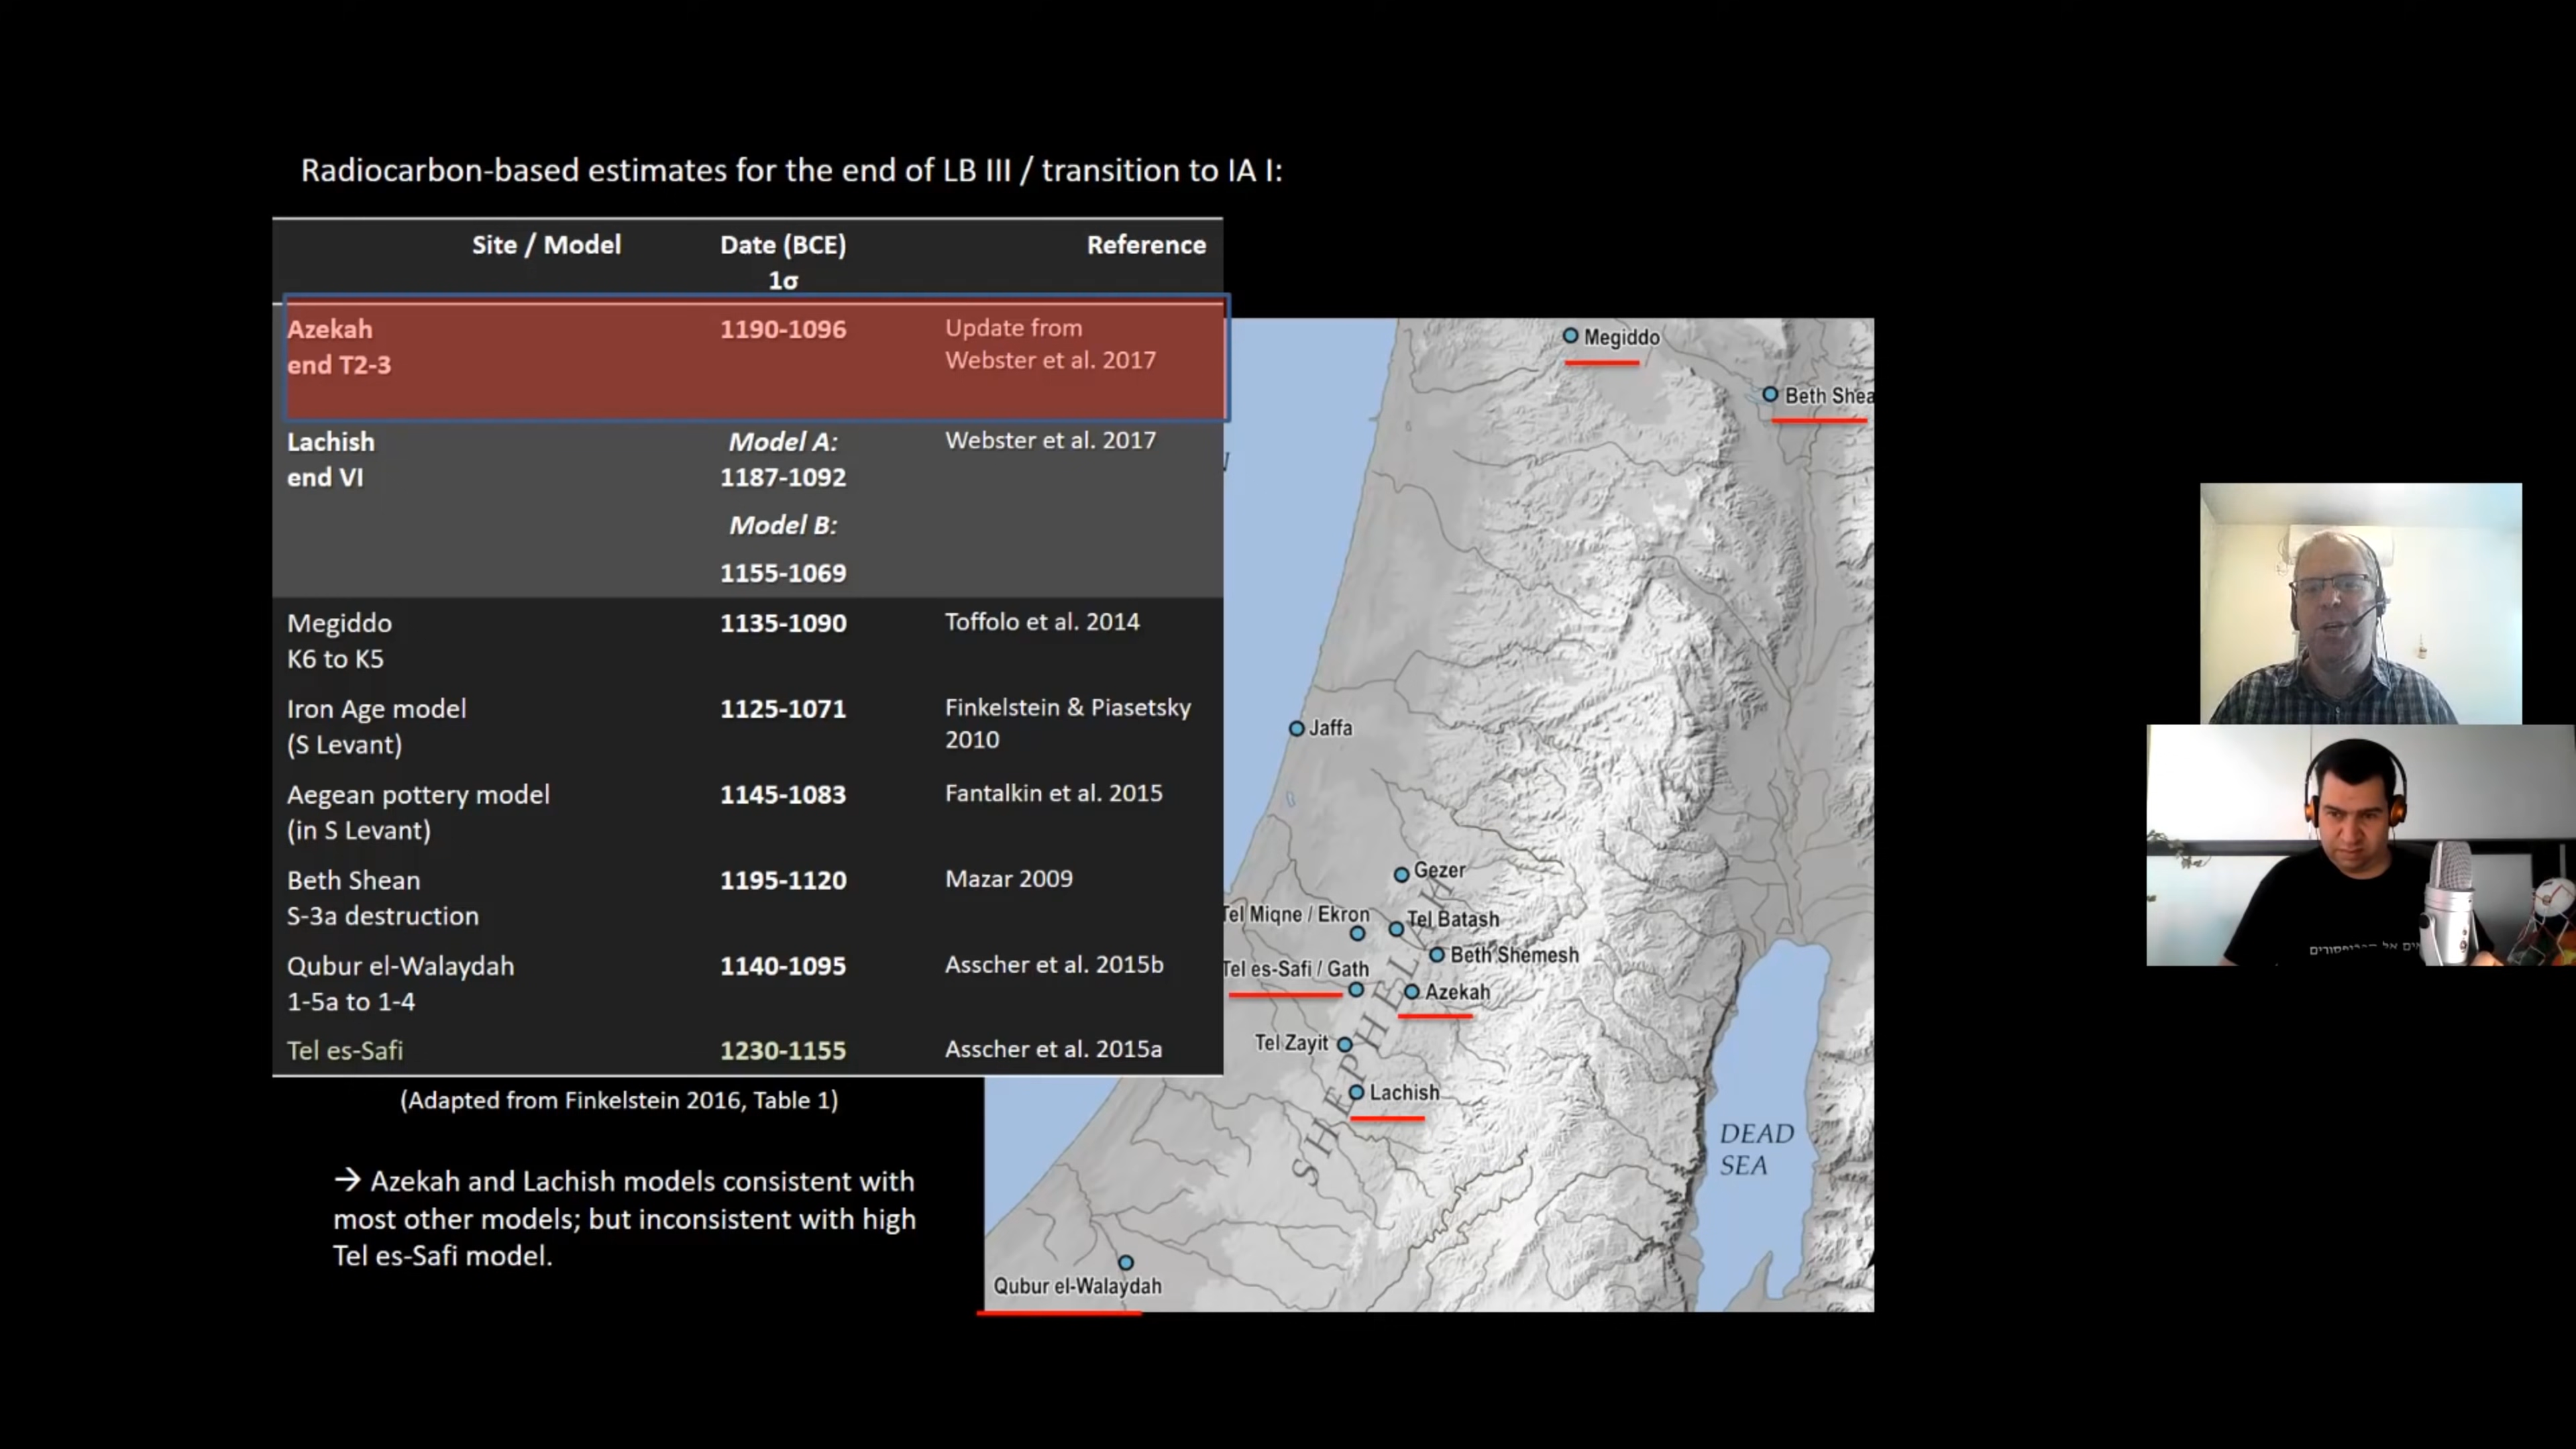 Radiocarbon-based estimates for the end of LB III / transition to IA I:
Site / Model Date (BCE) Reference
1σ
Azekah 1190-1096 Update from
end T2-3 Webster et al. 2017
Lachish Model A: Webster et al. 2017
end VI 1187-1092
Model B:
1155-1069
Megiddo 1135-1090 Toffolo et al. 2014
K6 to K5
Iron Age model 1125-1071 Finkelstein & Piasetsky
(S Levant) 2010
Aegean pottery model 1145-1083 Fantalkin et al. 2015
(in S Levant)
Beth Shean 1195-1120 Mazar 2009
S-3a destruction
Qubur el-Walaydah 1140-1095 Asscher et al. 2015b
1-5a to 1-4
Tel es-Safi 1230-1155 Asscher et al. 2015a
(Adapted from Finkelstein 2016, Table 1)
→ Azekah and Lachish models consistent with
most other models; but inconsistent with high
Tel es-Safi model.
Megiddo
Beth Shea
Jaffa
Gezer
Tel Miqne / Ekron
Tel Batash
Beth Shemesh
Tel es-Safi / Gath
Azekah
Tel Zayit
Lachish
SHEPHELAH
DEAD
SEA
Qubur el-Walaydah